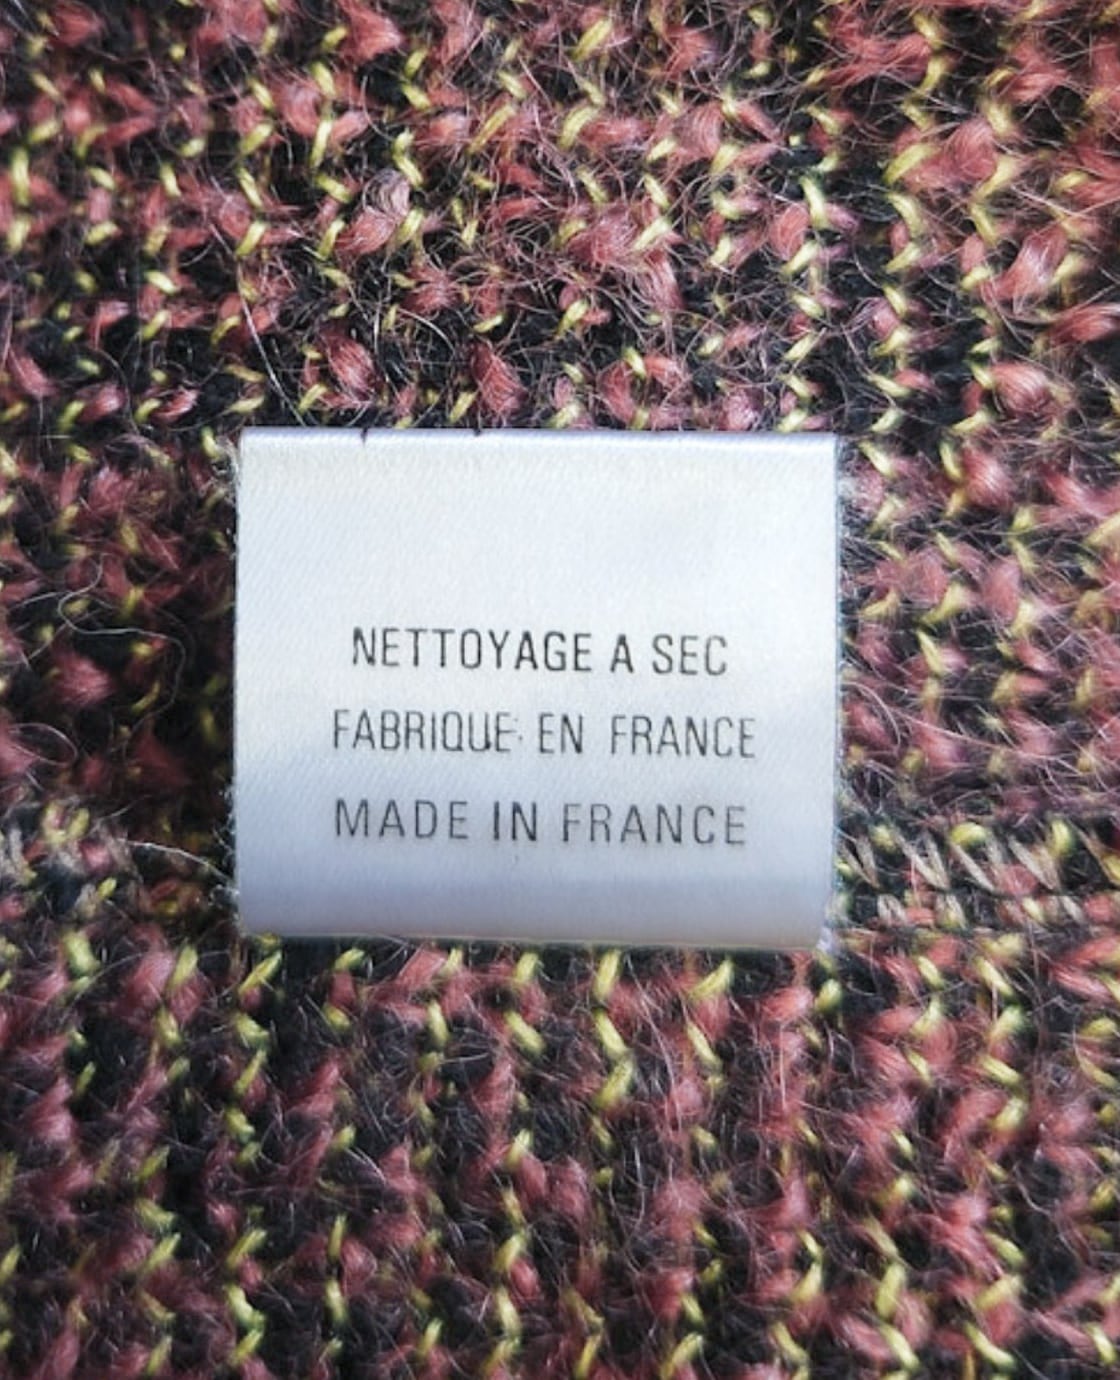 NETTOYAGE A SEC
FABRIQUE EN FRANCE
MADE IN FRANCE